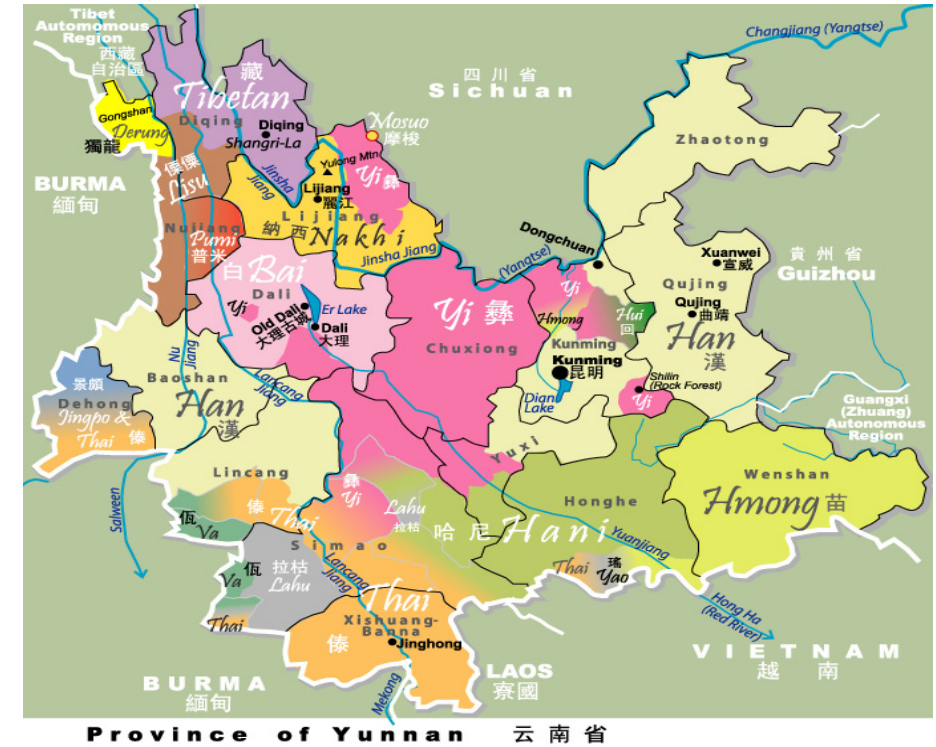 Tibet
Automomous
Region
西藏
自治區
Changjiang (Yangtse)
四川省
Sichuan
藏
Tibetan
Diqing
Diqing
Shangri-La
Gongshan
Derung
獨龍
傈僳
Lisu
BURMA
緬甸
Jinsha
Jiang
Mosuo
摩梭
Yulong Mtn
Yi 彝
Lijiang
麗江
Lijiang
納西 Nakhi
Jinsha Jiang
Zhaotong
Nujiang
Pumi
普米
白 Bai
Dali
Yi
Old Dali
大理古城
Er Lake
Dali
大理
Dongchuan
(Yangtse)
Xuanwei
宣威
貴州省
Guizhou
Qujing
Qujing
曲靖
Han
漢
Yi 彝
Chuxiong
Yi
Hmong
Hui
回
Kunming
Kunming
昆明
Dian
Lake
Shilin
(Rock Forest)
Yi
Nu
Jiang
Lancang
Jiang
Baoshan
Han
漢
景頗
Dehong
Jingpo &
Thai 傣
Guangxi
(Zhuang)
Autonomous
Region
Yuxi
Lincang
傣 Thai
彝
Yi
Lahu
拉祜
Salween
佤
Va
Simao
哈尼 Hani
Honghe
Yuanjiang
Wenshan
Hmong 苗
Va
佤
拉祜
Lahu
Lancang
Jiang
Thai
Thai
瑤
Yao
Thai
Xishuang-
Banna
傣
Jinghong
Hong Ha
(Red River)
VIETNAM
越南
LAOS
寮國
BURMA
緬甸
Mekong
Province of Yunnan 云南省